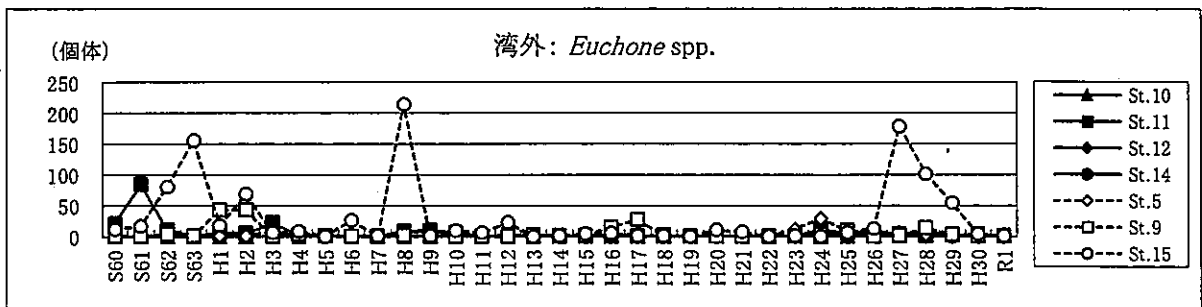 湾外: Euchone spp.
(個体)
250
200
150
100
50
0
S60 S61 S62 S63 H1 H2 H3 H4 H5 H6 H7 H8 H9 H10 H11 H12 H13 H14 H15 H16 H17 H18 H19 H20 H21 H22 H23 H24 H25 H26 H27 H28 H29 H30 R1
St.10
St.11
St.12
St.14
St.5
St.9
St.15